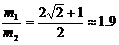 m₁/m₂ = (2√2 + 1)/2 ≈ 1.9